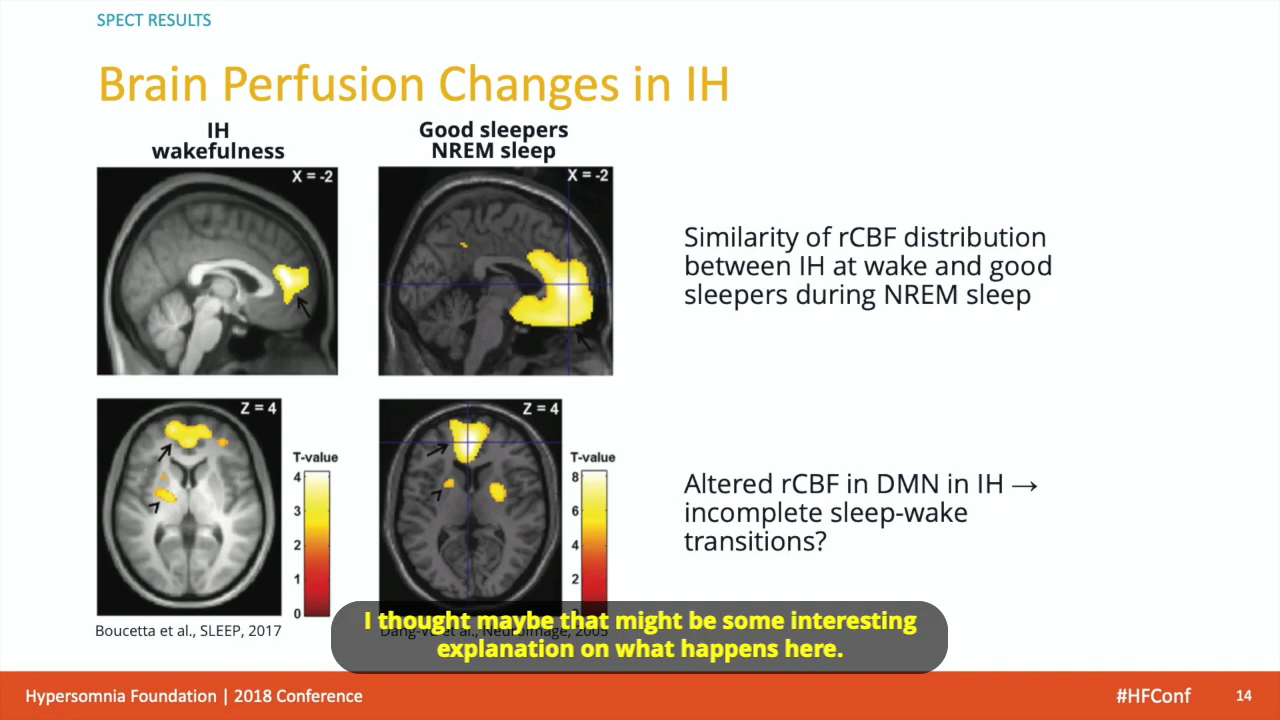 SPECT RESULTS
Brain Perfusion Changes in IH
IH
wakefulness
Good sleepers
NREM sleep
X = -2
X = -2
Similarity of rCBF distribution
between IH at wake and good
sleepers during NREM sleep
Z = 4
T-value
4
3
2
1
0
Z = 4
T-value
8
6
4
2
Altered rCBF in DMN in IH →
incomplete sleep-wake
transitions?
Boucetta et al., SLEEP, 2017
I thought maybe that might be some interesting
explanation on what happens here.
Hypersomnia Foundation | 2018 Conference
#HFConf
14